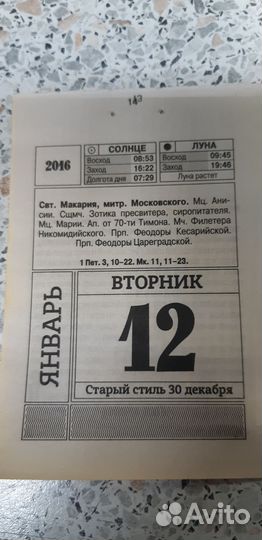 143
2016
СОЛНЦЕ
Восход 08:53
Заход 16:22
Долгота дня 07:29
ЛУНА
Восход 09:45
Заход 19:46
Луна растет
Свт. Макария, митр. Московского. Мц. Ани-
сии. Сщмч. Зотика пресвитера, сиропитателя.
Мц. Марии. Ап. от 70-ти Тимона. Мч. Филетера
Никомидийского. Прп. Феодоры Кесарийской.
Прп. Феодоры Цареградской.
1 Пет. 3, 10–22. Мк. 11, 11–23.
ЯНВАРЬ
ВТОРНИК
12
Старый стиль 30 декабря
Avito